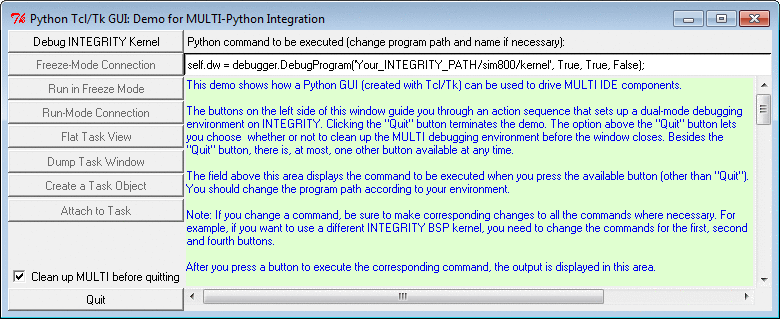 Python Tcl/Tk GUI: Demo for MULTI-Python Integration
Debug INTEGRITY Kernel
Python command to be executed (change program path and name if necessary):
Freeze-Mode Connection
self.dw = debugger.DebugProgram("Your_INTEGRITY_PATH/sim800/kernel", True, True, False);
Run in Freeze Mode
Run-Mode Connection
Flat Task View
Dump Task Window
Create a Task Object
Attach to Task
This demo shows how a Python GUI (created with Tcl/Tk) can be used to drive MULTI IDE components.
The buttons on the left side of this window guide you through an action sequence that sets up a dual-mode debugging
environment on INTEGRITY. Clicking the "Quit" button terminates the demo. The option above the "Quit" button lets
you choose  whether or not to clean up the MULTI debugging environment before the window closes. Besides the
"Quit" button, there is, at most, one other button available at any time.
The field above this area displays the command to be executed when you press the available button (other than "Quit").
You should change the program path according to your environment.
Note: If you change a command, be sure to make corresponding changes to all the commands where necessary. For
example, if you want to use a different INTEGRITY BSP kernel, you need to change the commands for the first, second
and fourth buttons.
After you press a button to execute the corresponding command, the output is displayed in this area.
Clean up MULTI before quitting
Quit